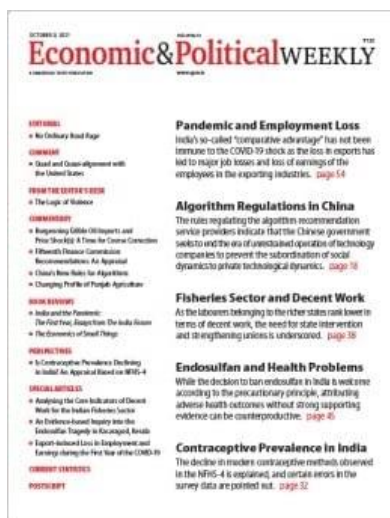 OCTOBER 9, 2021
Economic&PoliticalWEEKLY
EDITORIAL
No Ordinary Road Rage
COMMENT
Quad and Quasi-alignment with
the United States
FROM THE EDITOR'S DESK
The Logic of Violence
COMMENTARY
Burgeoning Edible Oil Imports and
Price Shock(s): A Time for Course Correction
Fifteenth Finance Commission
Recommendations: An Appraisal
China's New Rules for Algorithms
Changing Profile of Punjab Agriculture
BOOK REVIEWS
India and the Pandemic:
The First Year, Essays from The India Forum
The Economics of Small Things
PERSPECTIVES
Is Contraceptive Prevalence Declining
in India? An Appraisal Based on NFHS-4
SPECIAL ARTICLES
Analysing the Core Indicators of Decent
Work for the Indian Fisheries Sector
An Evidence-based Inquiry into the
Endosulfan Tragedy in Kasaragod, Kerala
Export-induced Loss in Employment and
Earnings during the First Year of the COVID-19
CURRENT STATISTICS
POSTSCRIPT
Pandemic and Employment Loss
India's so-called "comparative advantage" has not been
immune to the COVID-19 shock as the loss in exports has
led to major job losses and loss of earnings of the
employees in the exporting industries. page 54
Algorithm Regulations in China
The rules regulating the algorithm recommendation
service providers indicate that the Chinese government
seeks to end the era of unrestrained operation of technology
companies to prevent the subordination of social
dynamics to private technological dynamics. page 18
Fisheries Sector and Decent Work
As the labourers belonging to the richer states rank lower in
terms of decent work, the need for state intervention
and strengthening unions is underscored. page 38
Endosulfan and Health Problems
While the decision to ban endosulfan in India is welcome
according to the precautionary principle, attributing
adverse health outcomes without strong supporting
evidence can be counterproductive. page 45
Contraceptive Prevalence in India
The decline in modern contraceptive methods observed
in the NFHS-4 is explained, and certain errors in the
survey data are pointed out. page 32